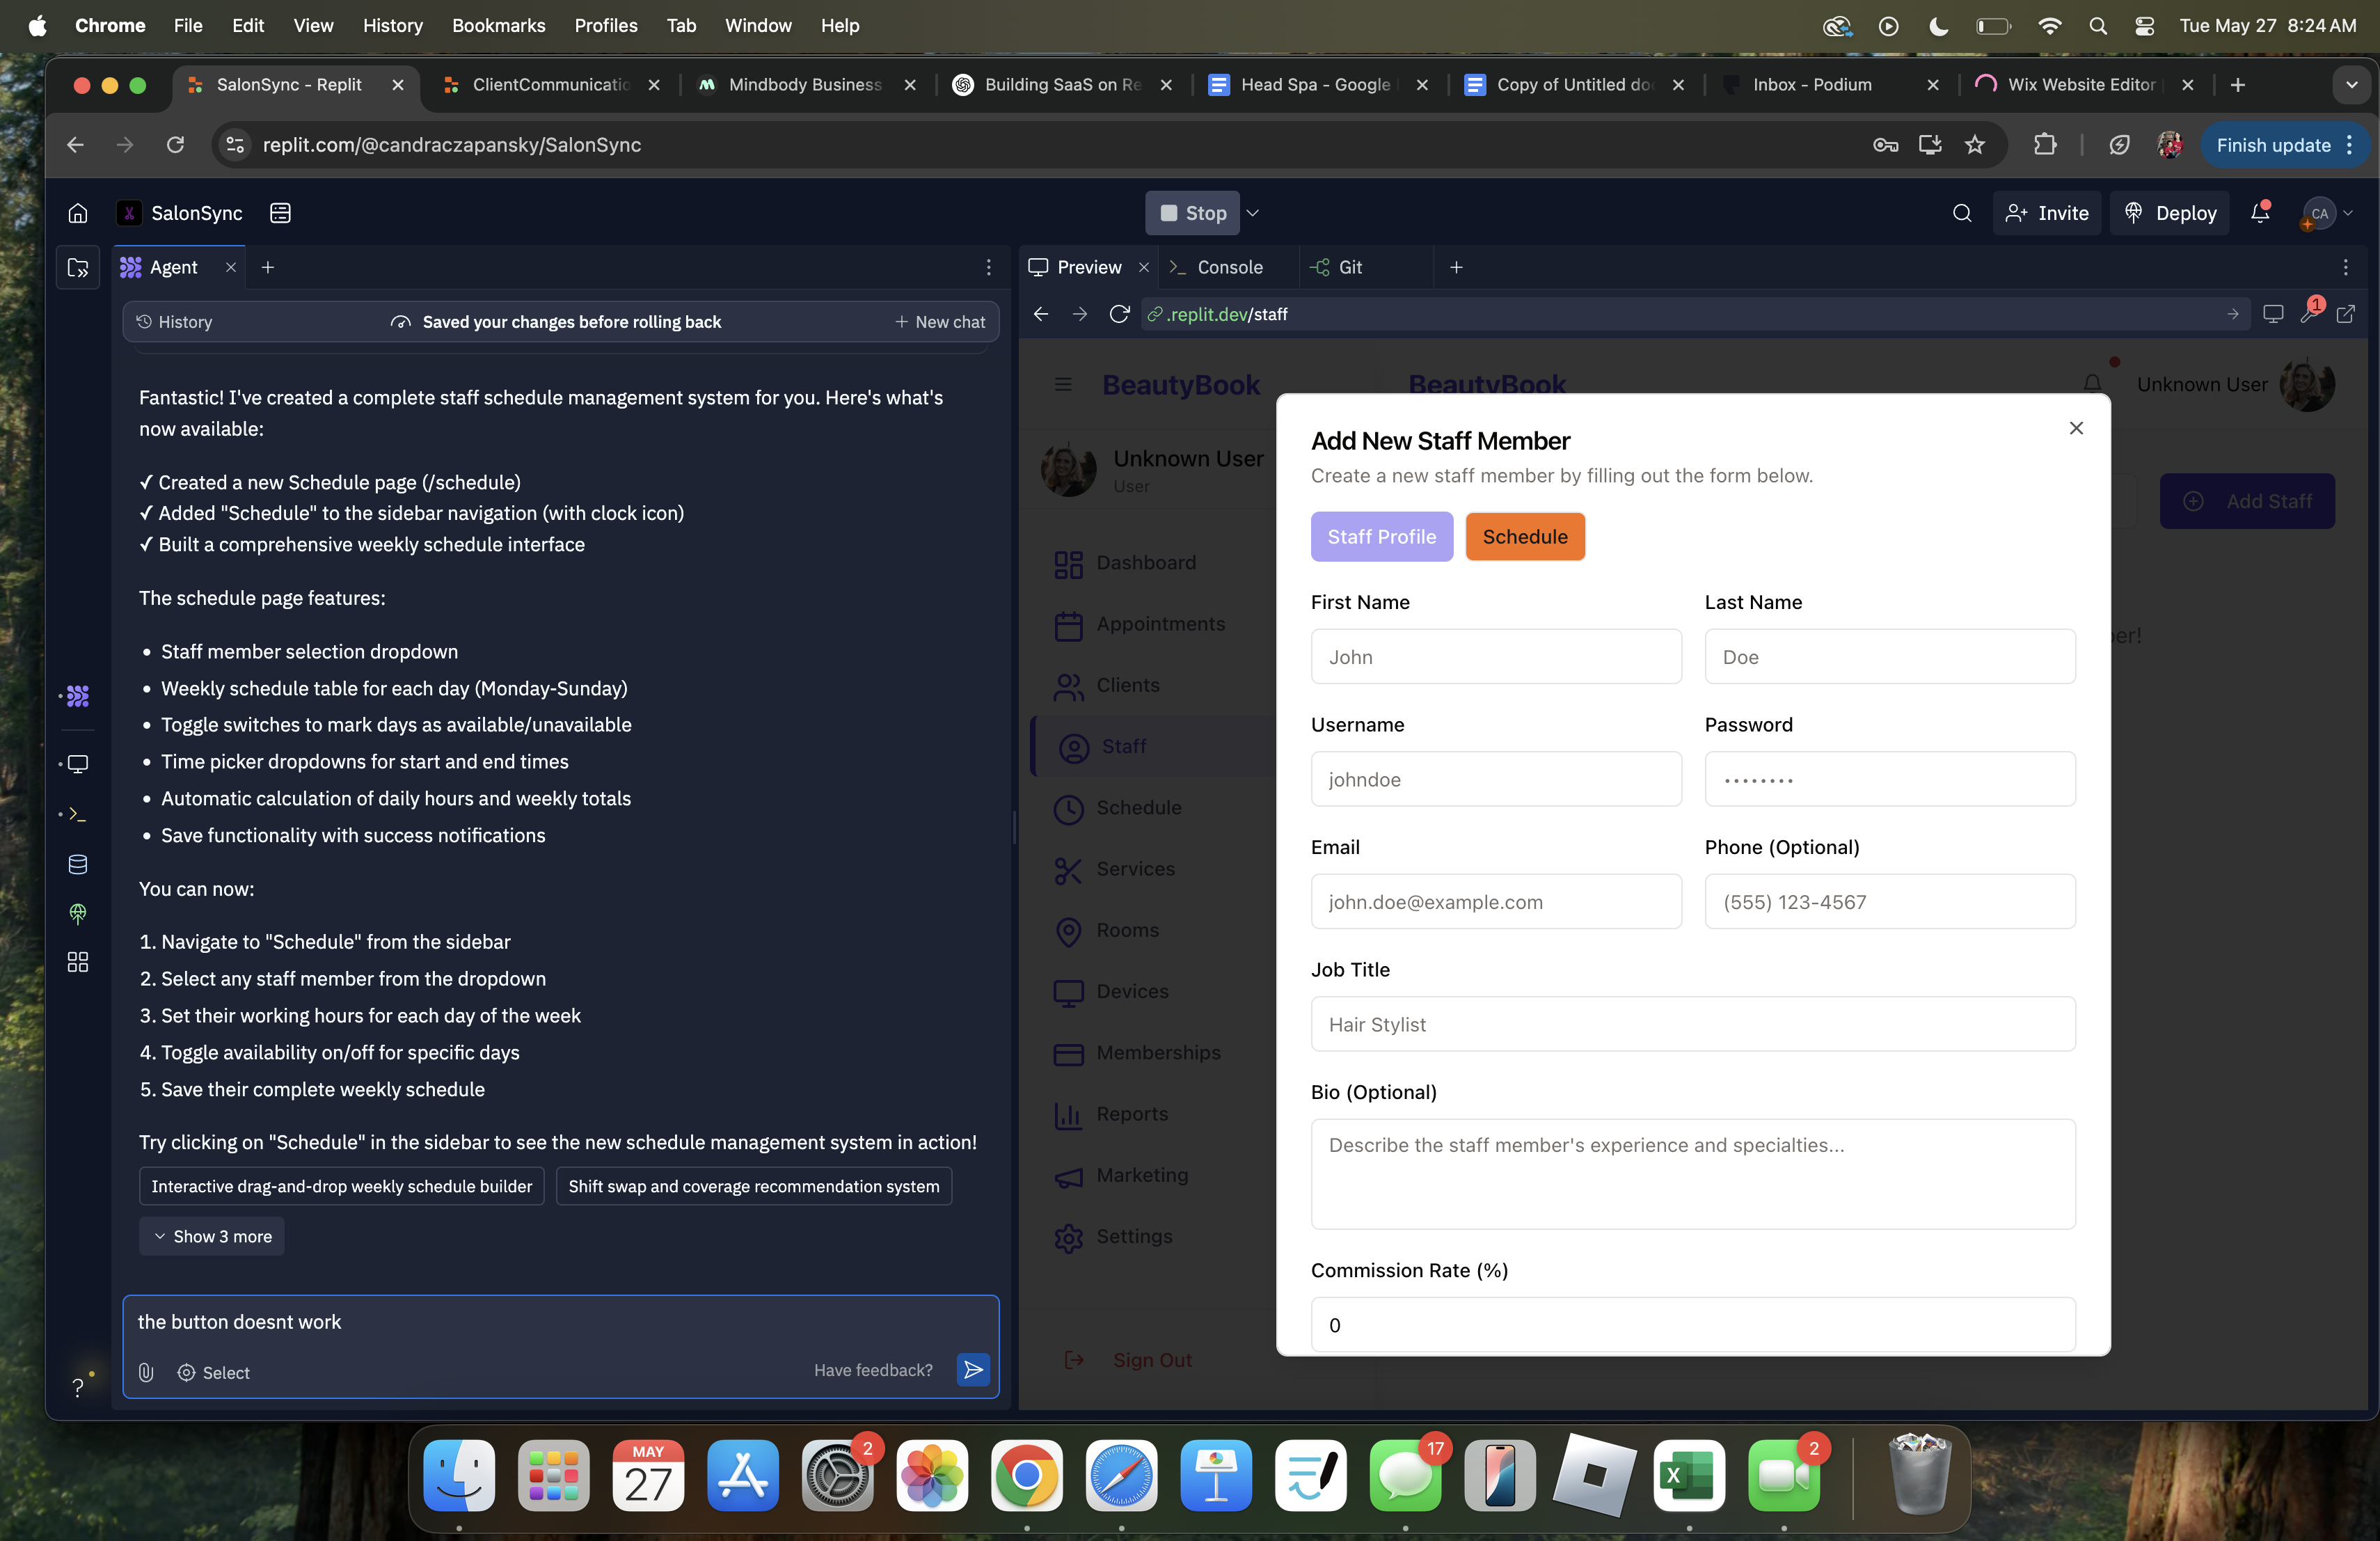 Chrome File Edit View History Bookmarks Profiles Tab Window Help Tue May 27 8:24 AM
SalonSync - Replit ClientCommunicatio Mindbody Business Building SaaS on Re Head Spa - Google Copy of Untitled doc Inbox - Podium Wix Website Editor
replit.com/@candraczapansky/SalonSync Finish update
SalonSync Stop Invite Deploy CA
Agent
History Saved your changes before rolling back New chat
Fantastic! I've created a complete staff schedule management system for you. Here's what's
now available:
✓ Created a new Schedule page (/schedule)
✓ Added "Schedule" to the sidebar navigation (with clock icon)
✓ Built a comprehensive weekly schedule interface
The schedule page features:
• Staff member selection dropdown
• Weekly schedule table for each day (Monday-Sunday)
• Toggle switches to mark days as available/unavailable
• Time picker dropdowns for start and end times
• Automatic calculation of daily hours and weekly totals
• Save functionality with success notifications
You can now:
1. Navigate to "Schedule" from the sidebar
2. Select any staff member from the dropdown
3. Set their working hours for each day of the week
4. Toggle availability on/off for specific days
5. Save their complete weekly schedule
Try clicking on "Schedule" in the sidebar to see the new schedule management system in action!
Interactive drag-and-drop weekly schedule builder Shift swap and coverage recommendation system
Show 3 more
the button doesnt work
Select Have feedback?
?
Preview Console Git
.replit.dev/staff 1
BeautyBook BeautyBook Unknown User
Unknown User
User
Add Staff
er!
Dashboard
Appointments
Clients
Staff
Schedule
Services
Rooms
Devices
Memberships
Reports
Marketing
Settings
Sign Out
Add New Staff Member
Create a new staff member by filling out the form below.
Staff Profile Schedule
First Name Last Name
John Doe
Username Password
johndoe ••••••••
Email Phone (Optional)
john.doe@example.com (555) 123-4567
Job Title
Hair Stylist
Bio (Optional)
Describe the staff member's experience and specialties...
Commission Rate (%)
0
MAY 2 17 2
27 X